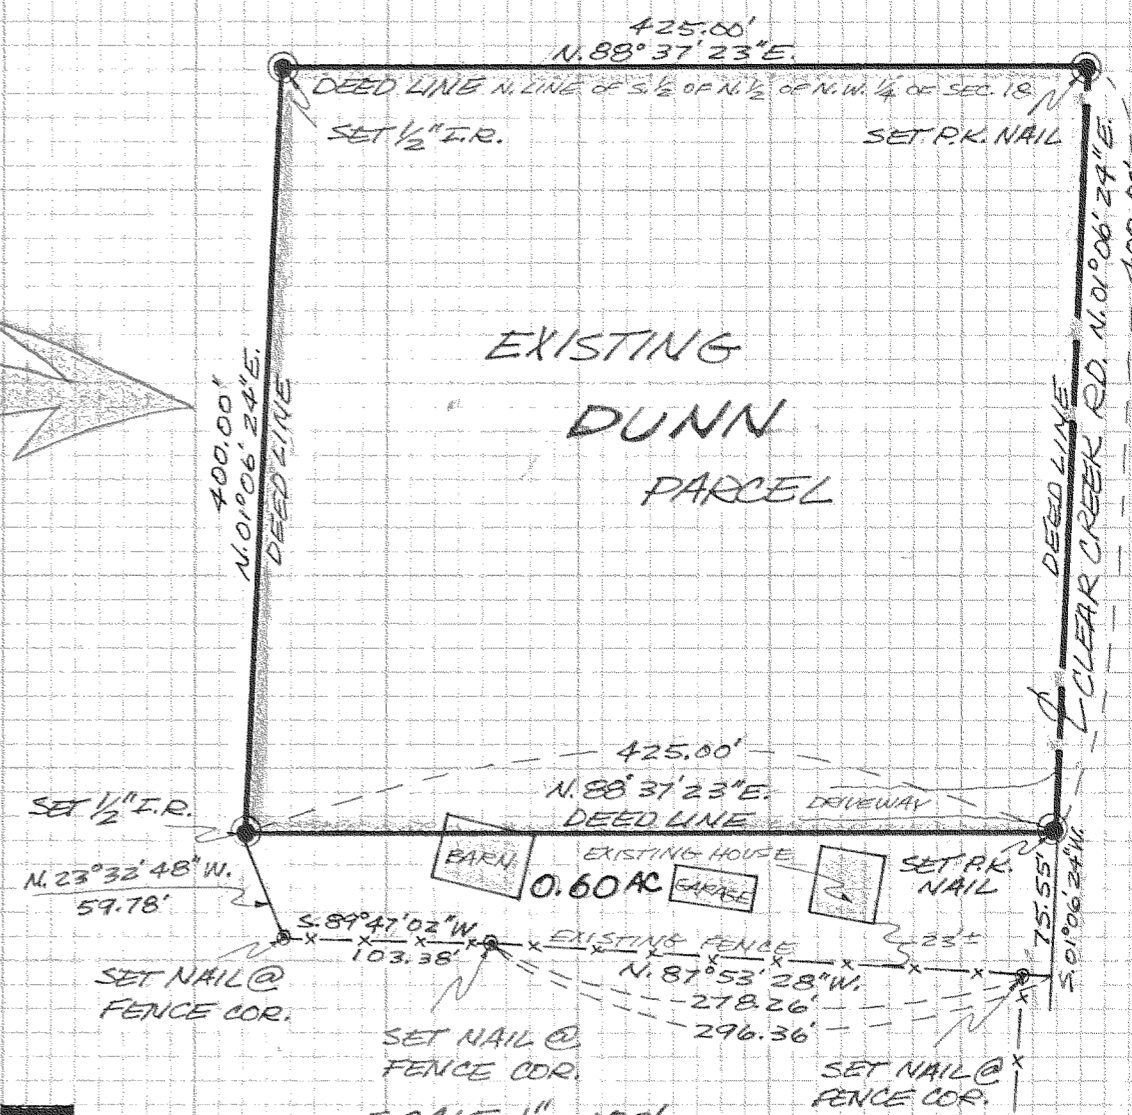 425.00'
N. 88° 37' 23" E.
DEED LINE N. LINE OF S. ½ OF N. ½ OF N.W. ¼ OF SEC. 18
SET ½" I.R.
SET P.K. NAIL
EXISTING
DUNN
PARCEL
400.00"
N. 01° 06' 24" E.
DEED LINE
DEED LINE
CLEAR CREEK RD. N. 01° 06' 24" E.
425.00'
N. 88° 37' 23" E.
DEED LINE
DRIVEWAY
SET ½" I.R.
BARN
EXISTING HOUSE
0.60 AC
GARAGE
SET P.K.
NAIL
75.55'
S. 01° 06' 24" W.
N. 23° 32' 48" W.
59.78'
S. 89° 47' 02" W.
103.38'
EXISTING FENCE
23'±
N. 87° 53' 28" W.
278.26'
296.36'
SET NAIL @
FENCE COR.
SET NAIL @
FENCE COR.
SET NAIL @
FENCE COR.